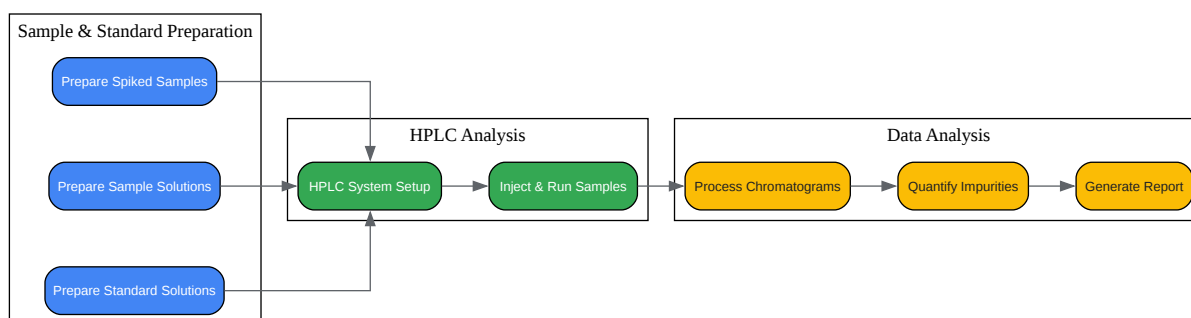 Sample & Standard Preparation
Prepare Spiked Samples
Prepare Sample Solutions
Prepare Standard Solutions
HPLC Analysis
HPLC System Setup
Inject & Run Samples
Data Analysis
Process Chromatograms
Quantify Impurities
Generate Report